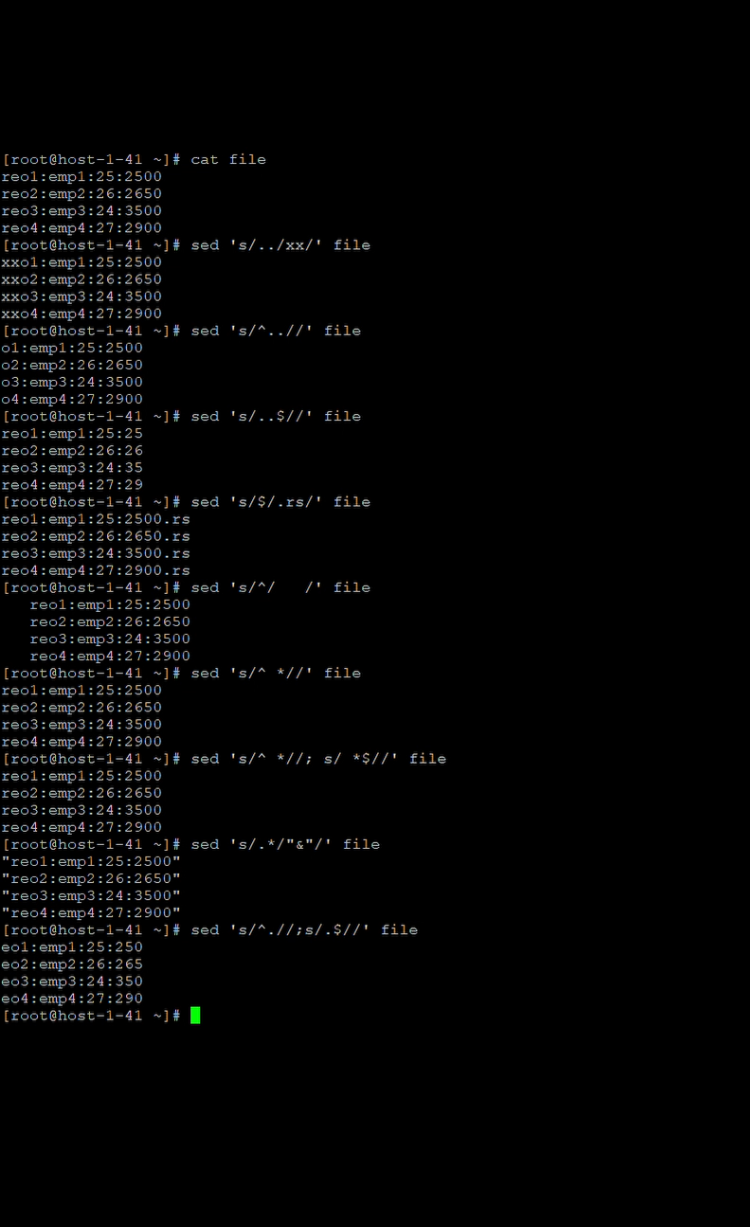 [root@host-1-41 ~]# cat file
reo1:emp1:25:2500
reo2:emp2:26:2650
reo3:emp3:24:3500
reo4:emp4:27:2900
[root@host-1-41 ~]# sed 's/../xx/' file
xxo1:emp1:25:2500
xxo2:emp2:26:2650
xxo3:emp3:24:3500
xxo4:emp4:27:2900
[root@host-1-41 ~]# sed 's/^..//' file
o1:emp1:25:2500
o2:emp2:26:2650
o3:emp3:24:3500
o4:emp4:27:2900
[root@host-1-41 ~]# sed 's/..$//' file
reo1:emp1:25:25
reo2:emp2:26:26
reo3:emp3:24:35
reo4:emp4:27:29
[root@host-1-41 ~]# sed 's/$/.rs/' file
reo1:emp1:25:2500.rs
reo2:emp2:26:2650.rs
reo3:emp3:24:3500.rs
reo4:emp4:27:2900.rs
[root@host-1-41 ~]# sed 's/^/   /' file
   reo1:emp1:25:2500
   reo2:emp2:26:2650
   reo3:emp3:24:3500
   reo4:emp4:27:2900
[root@host-1-41 ~]# sed 's/^ *//' file
reo1:emp1:25:2500
reo2:emp2:26:2650
reo3:emp3:24:3500
reo4:emp4:27:2900
[root@host-1-41 ~]# sed 's/^ *//; s/ *$//' file
reo1:emp1:25:2500
reo2:emp2:26:2650
reo3:emp3:24:3500
reo4:emp4:27:2900
[root@host-1-41 ~]# sed 's/.*/"&"/' file
"reo1:emp1:25:2500"
"reo2:emp2:26:2650"
"reo3:emp3:24:3500"
"reo4:emp4:27:2900"
[root@host-1-41 ~]# sed 's/^.//;s/.$//' file
eo1:emp1:25:250
eo2:emp2:26:265
eo3:emp3:24:350
eo4:emp4:27:290
[root@host-1-41 ~]#